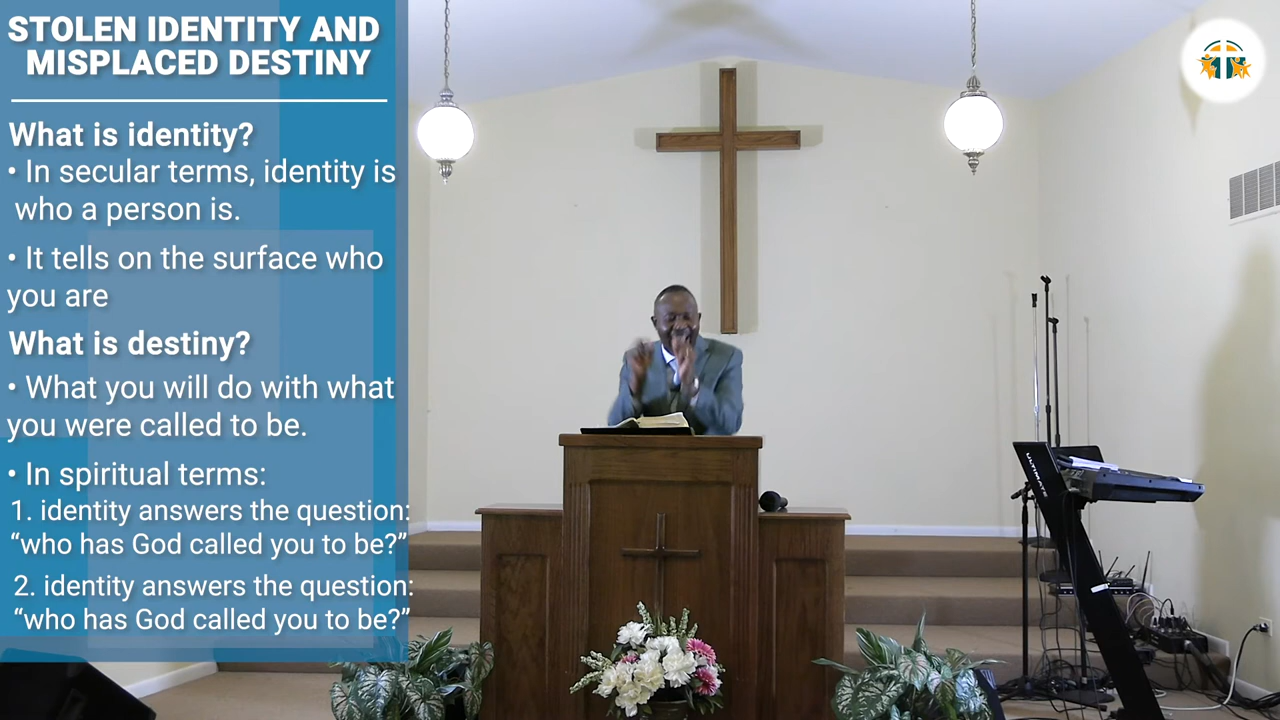 STOLEN IDENTITY AND
MISPLACED DESTINY
What is identity?
• In secular terms, identity is
who a person is.
• It tells on the surface who
you are
What is destiny?
• What you will do with what
you were called to be.
• In spiritual terms:
1. identity answers the question:
“who has God called you to be?”
2. identity answers the question:
“who has God called you to be?”
ULTIMATE